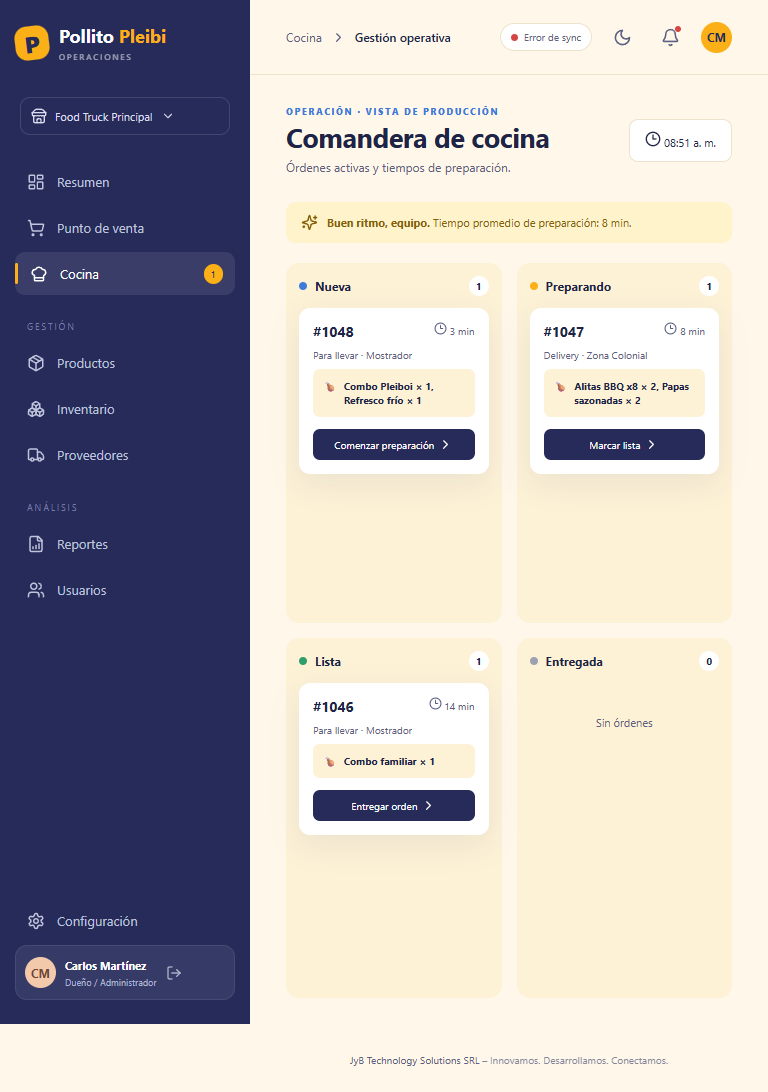 P
Pollito Pleibi
OPERACIONES
Food Truck Principal
Resumen
Punto de venta
Cocina
1
GESTIÓN
Productos
Inventario
Proveedores
ANÁLISIS
Reportes
Usuarios
Configuración
CM
Carlos Martínez
Dueño / Administrador
Cocina > Gestión operativa
Error de sync
CM
OPERACIÓN · VISTA DE PRODUCCIÓN
Comandera de cocina
Órdenes activas y tiempos de preparación.
08:51 a. m.
Buen ritmo, equipo. Tiempo promedio de preparación: 8 min.
Nueva
1
#1048
3 min
Para llevar · Mostrador
Combo Pleiboi × 1,
Refresco frío × 1
Comenzar preparación
Preparando
1
#1047
8 min
Delivery · Zona Colonial
Alitas BBQ x8 × 2, Papas
sazonadas × 2
Marcar lista
Lista
1
#1046
14 min
Para llevar · Mostrador
Combo familiar × 1
Entregar orden
Entregada
0
Sin órdenes
JyB Technology Solutions SRL – Innovamos. Desarrollamos. Conectamos.